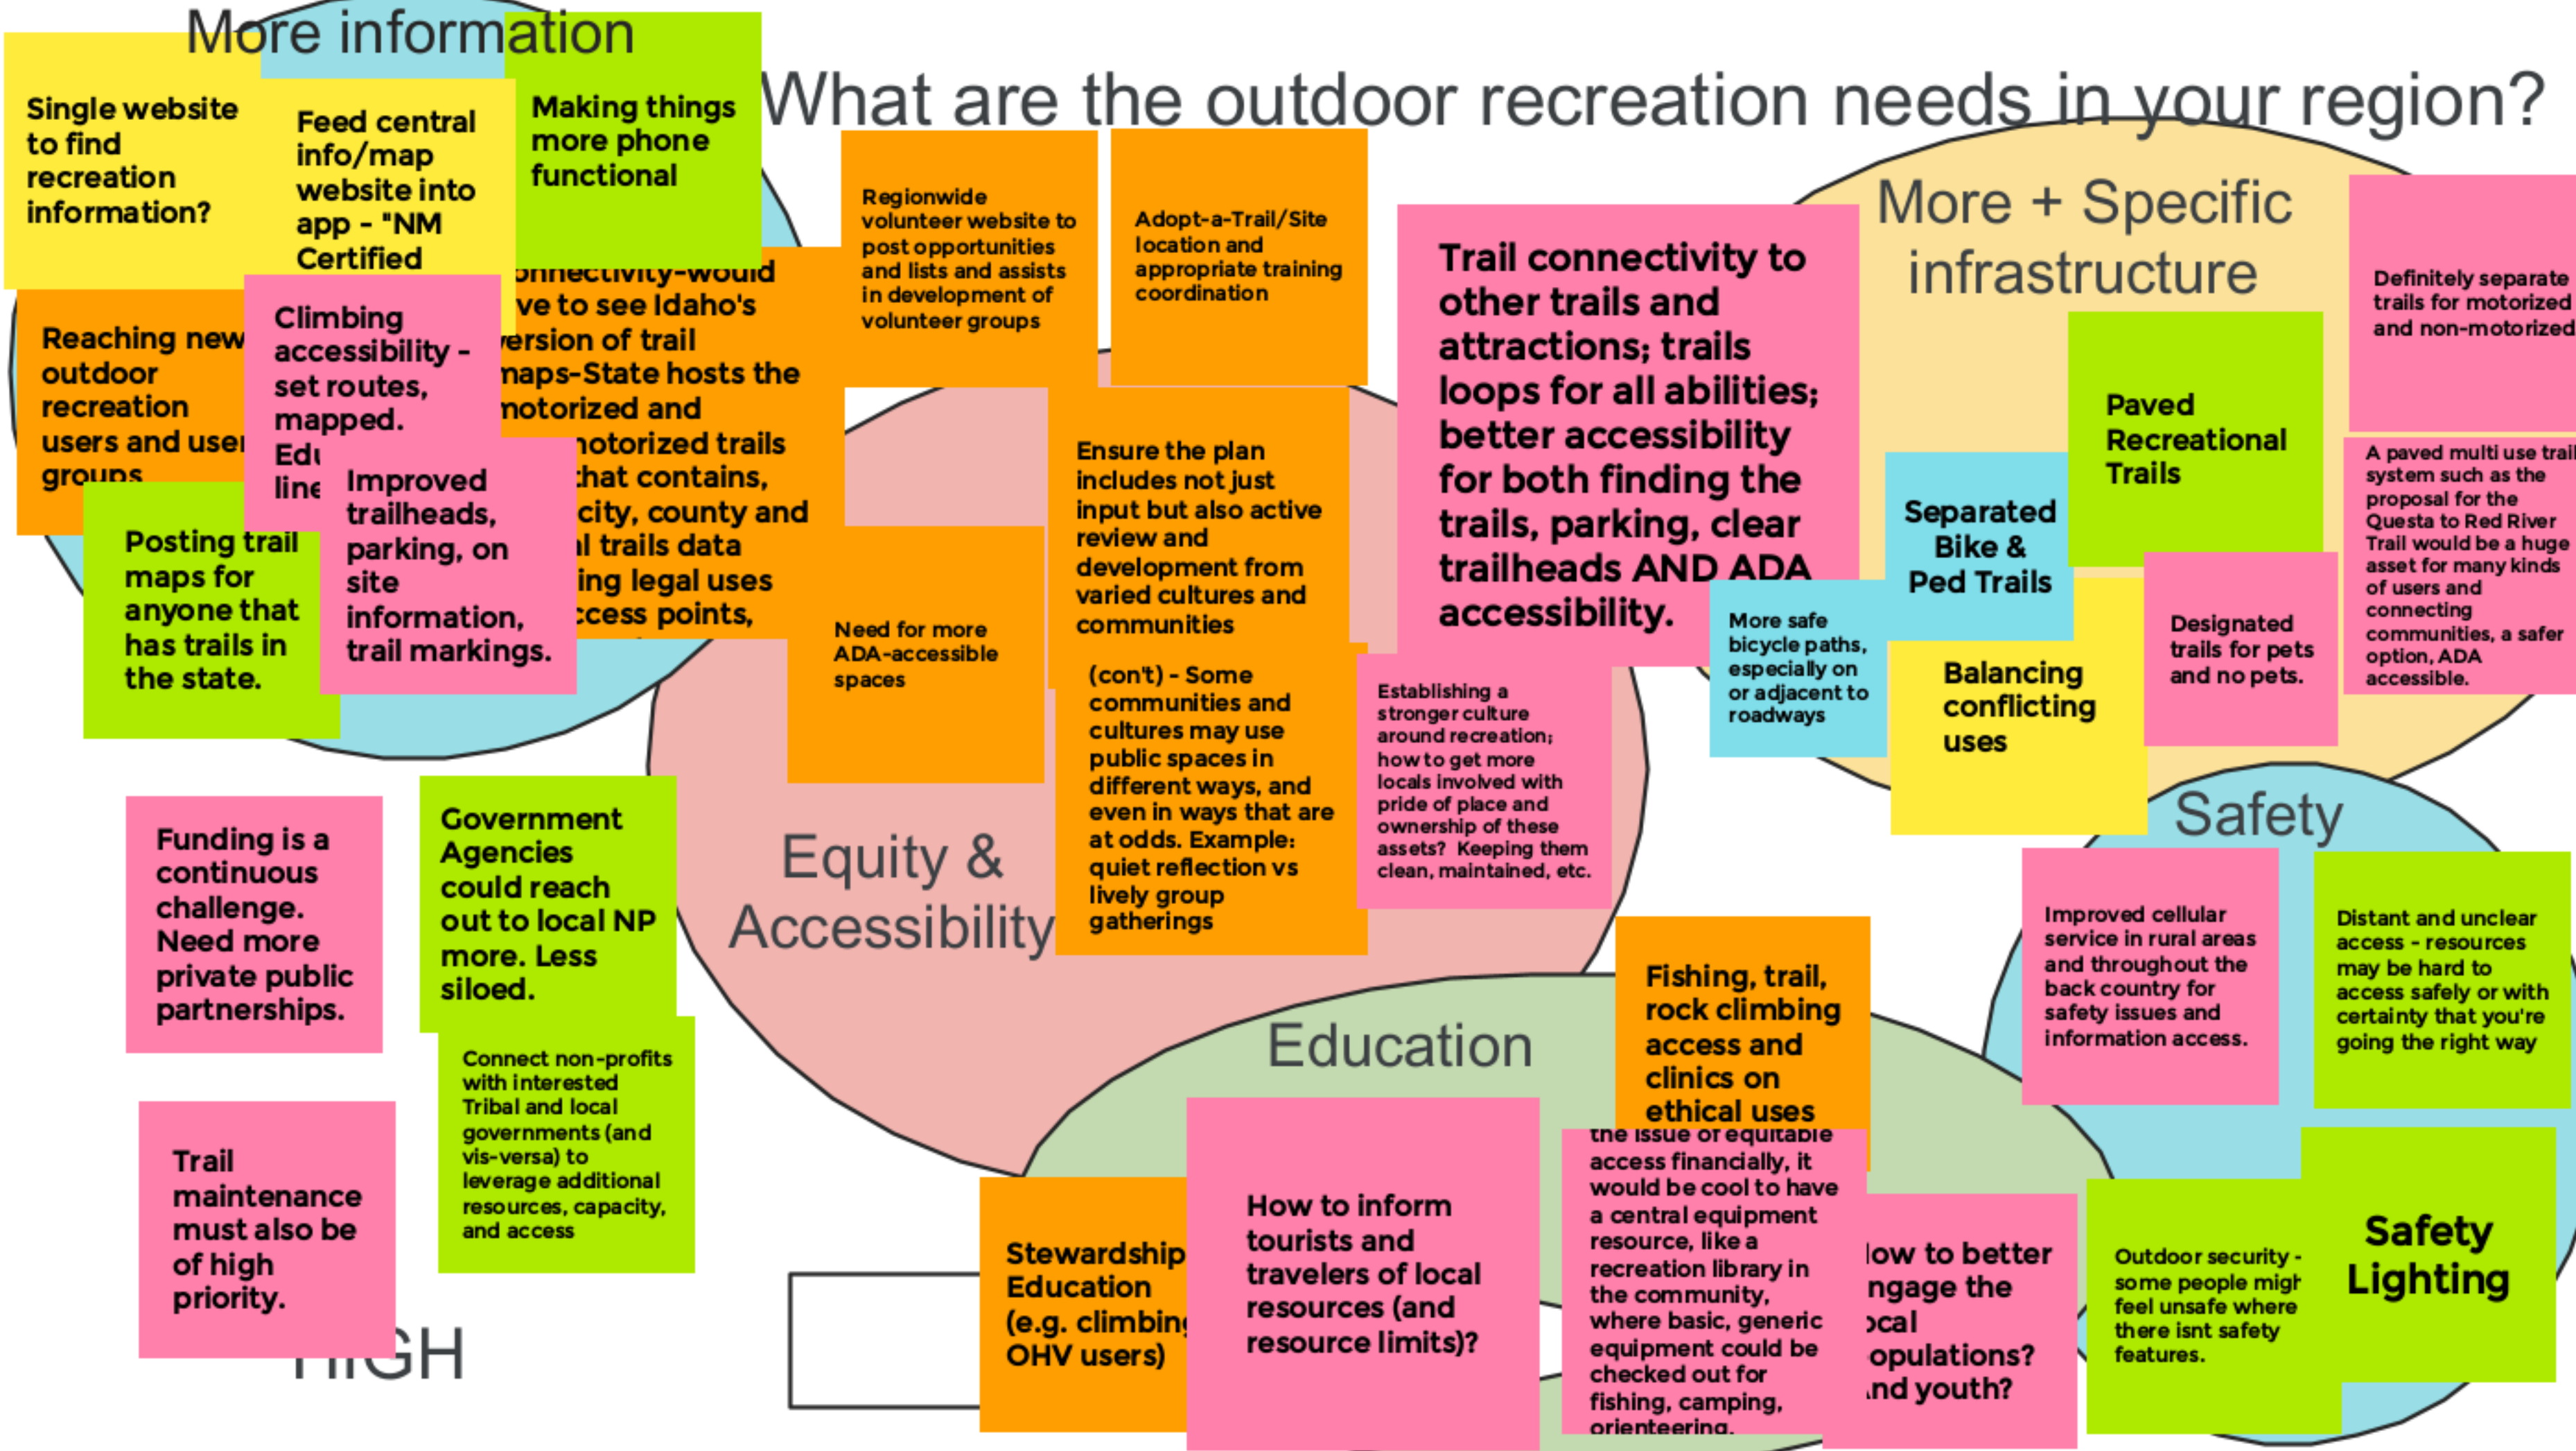 More information
What are the outdoor recreation needs in your region?
Single website
to find
recreation
information?
Feed central
info/map
website into
app - "NM
Certified
Making things
more phone
functional
Reaching new
outdoor
recreation
users and user
groups
Climbing
accessibility -
set routes,
mapped.
ve to see Idaho's
version of trail
maps-State hosts the
motorized and
motorized trails
that contains,
city, county and
trails data
legal uses
points,
Posting trail
maps for
anyone that
has trails in
the state.
Improved
trailheads,
parking, on
site
information,
trail markings.
Regionwide
volunteer website to
post opportunities
and lists and assists
in development of
volunteer groups
Adopt-a-Trail/Site
location and
appropriate training
coordination
Need for more
ADA-accessible
spaces
Ensure the plan
includes not just
input but also active
review and
development from
varied cultures and
communities
(con't) - Some
communities and
cultures may use
public spaces in
different ways, and
even in ways that are
at odds. Example:
quiet reflection vs
lively group
gatherings
Establishing a
stronger culture
around recreation;
how to get more
locals involved with
pride of place and
ownership of these
assets? Keeping them
clean, maintained, etc.
Equity &
Accessibility
Trail connectivity to
other trails and
attractions; trails
loops for all abilities;
better accessibility
for both finding the
trails, parking, clear
trailheads AND ADA
accessibility.
More + Specific
infrastructure
Definitely separate
trails for motorized
and non-motorized
Paved
Recreational
Trails
Separated
Bike &
Ped Trails
More safe
bicycle paths,
especially on
or adjacent to
roadways
Balancing
conflicting
uses
Designated
trails for pets
and no pets.
A paved multi use trail
system such as the
proposal for the
Questa to Red River
Trail would be a huge
asset for many kinds
of users and
connecting
communities, a safer
option, ADA
accessible.
Funding is a
continuous
challenge.
Need more
private public
partnerships.
Government
Agencies
could reach
out to local NP
more. Less
siloed.
Connect non-profits
with interested
Tribal and local
governments (and
vis-versa) to
leverage additional
resources, capacity,
and access
Trail
maintenance
must also be
of high
priority.
HIGH
Education
Fishing, trail,
rock climbing
access and
clinics on
ethical uses
Stewardship
Education
(e.g. climbing
OHV users)
How to inform
tourists and
travelers of local
resources (and
resource limits)?
the issue of equitable
access financially, it
would be cool to have
a central equipment
resource, like a
recreation library in
the community,
where basic, generic
equipment could be
checked out for
fishing, camping,
orienteering.
How to better
engage the
local
populations?
And youth?
Safety
Improved cellular
service in rural areas
and throughout the
back country for
safety issues and
information access.
Distant and unclear
access - resources
may be hard to
access safely or with
certainty that you're
going the right way
Outdoor security -
some people might
feel unsafe where
there isnt safety
features.
Safety
Lighting